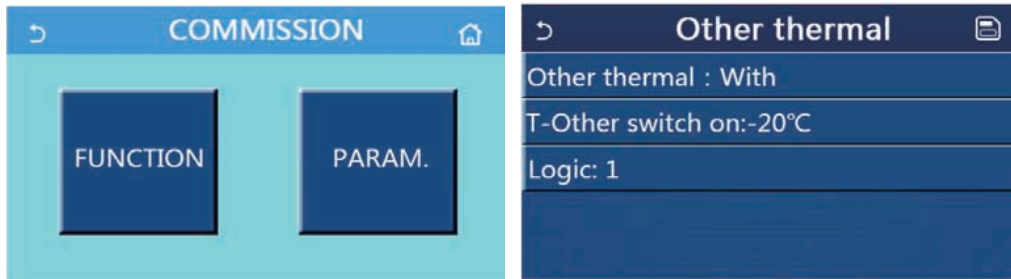 COMMISSION
FUNCTION
PARAM.
Other thermal
Other thermal : With
T-Other switch on:-20℃
Logic: 1